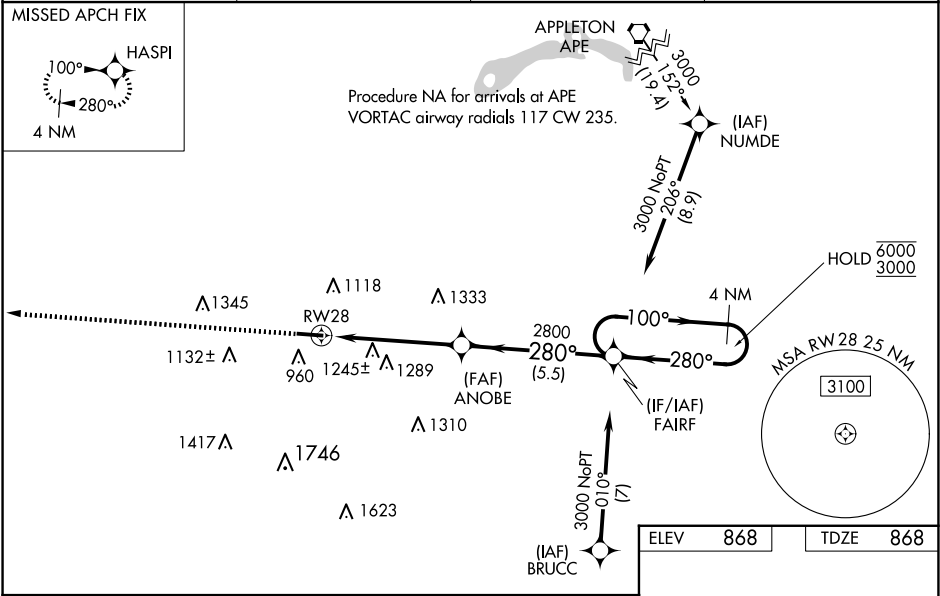 MISSED APCH FIX
HASPI
100°
280°
4 NM
APPLETON
APE
3000
152°
(19.4)
Procedure NA for arrivals at APE
VORTAC airway radials 117 CW 235.
(IAF)
NUMDE
3000 NoPT
206°
(8.9)
HOLD 6000
3000
4 NM
100°
280°
1345
1118
1333
RW28
2800
280°
(5.5)
1132±
960
1245±
1289
(FAF)
ANOBE
(IF/IAF)
FAIRF
MSA RW 28 25 NM
3100
1310
1417
1746
1623
3000 NoPT
010°
(7)
(IAF)
BRUCC
ELEV 868
TDZE 868